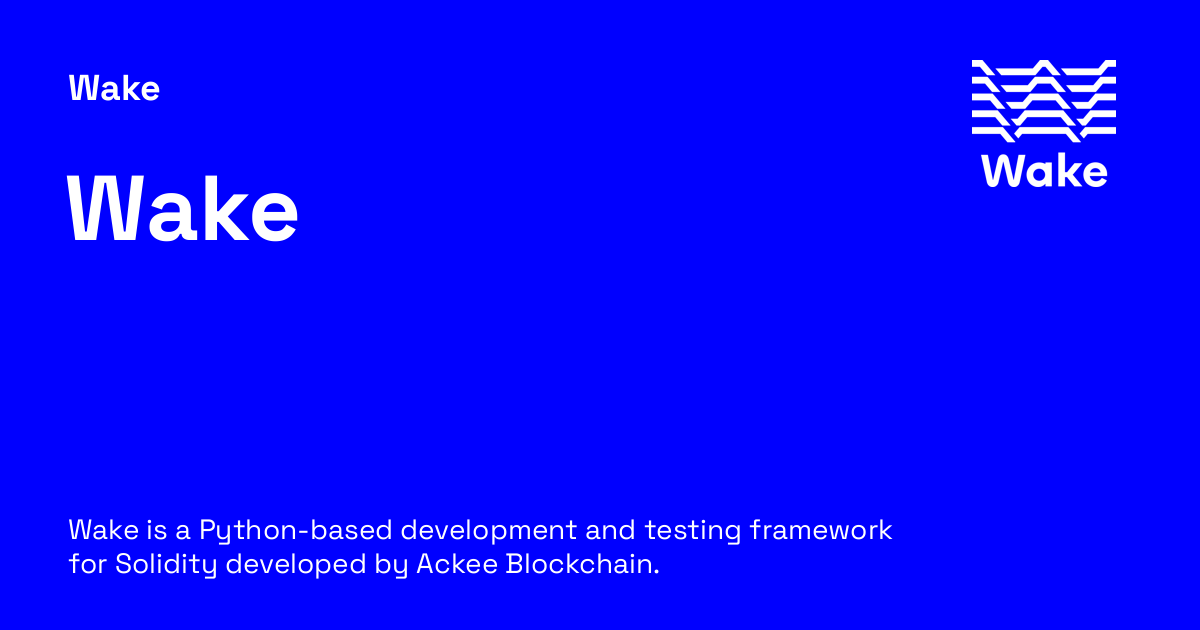 Wake
Wake
Wake
Wake is a Python-based development and testing framework
for Solidity developed by Ackee Blockchain.